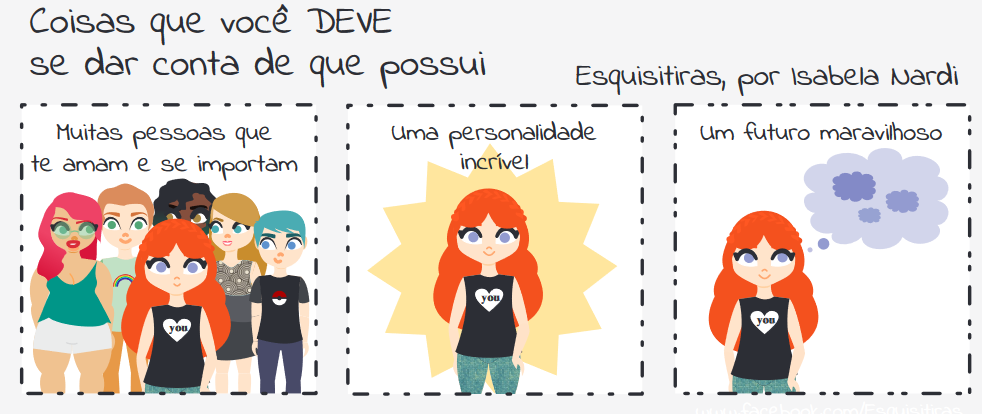 Coisas que você DEVE
se dar conta de que possui
Esquisitiras, por Isabela Nardi
Muitas pessoas que
te amam e se importam
you
Uma personalidade
incrível
you
Um futuro maravilhoso
you
www.facebook.com/Esquisitiras